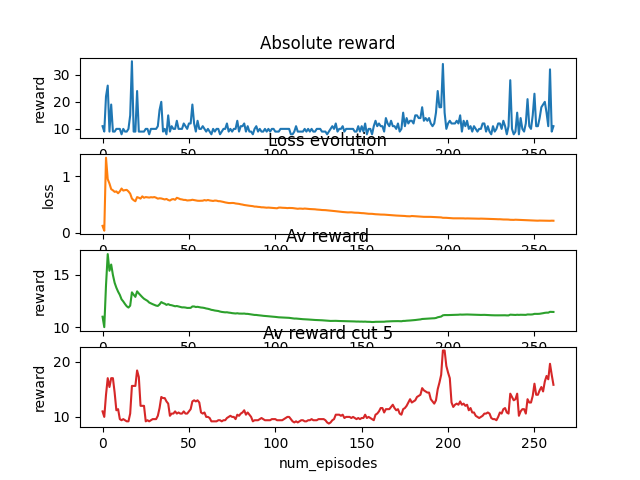 Absolute reward
30
20
10
reward
0 50 100 150 200 250
Loss evolution
1
0
loss
Av reward
15
10
reward
0 50 100 150 200 250
Av reward cut 5
20
10
reward
0 50 100 150 200 250
num_episodes